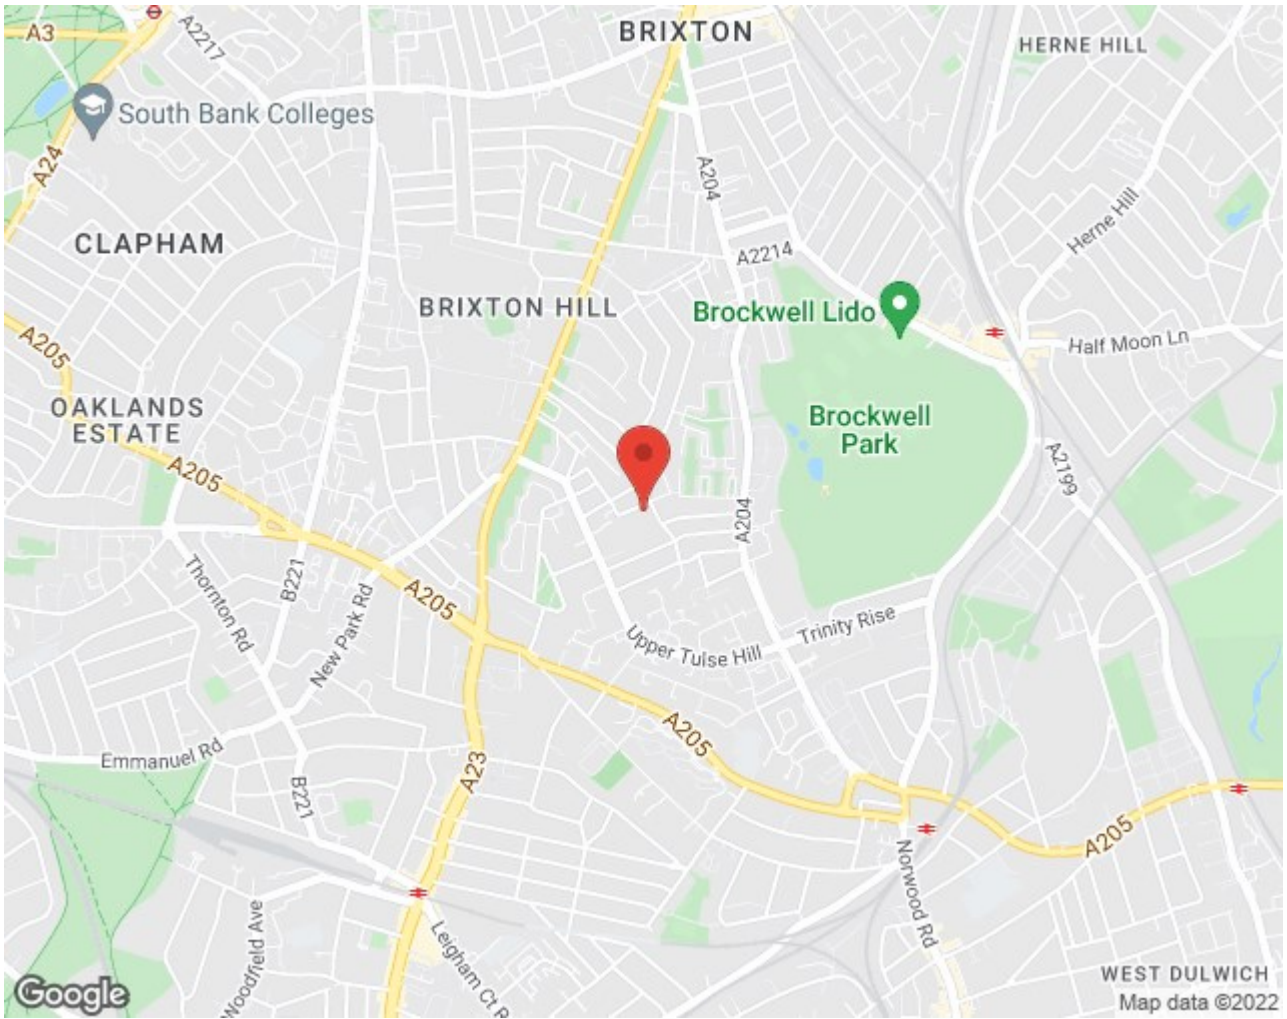 BRIXTON
A3
A2217
HERNE HILL
South Bank Colleges
A24
A204
CLAPHAM
Herne Hill
A2214
BRIXTON HILL
Brockwell Lido
A205
Half Moon Ln
OAKLANDS
ESTATE
Brockwell
Park
A205
A2199
A204
B221
Thornton Rd
New Park Rd
A205
Trinity Rise
Upper Tulse Hill
A205
Emmanuel Rd
A23
B221
A205
Norwood Rd
Woodfield Ave
Leigham Ct R
WEST DULWICH
Google
Map data ©2022